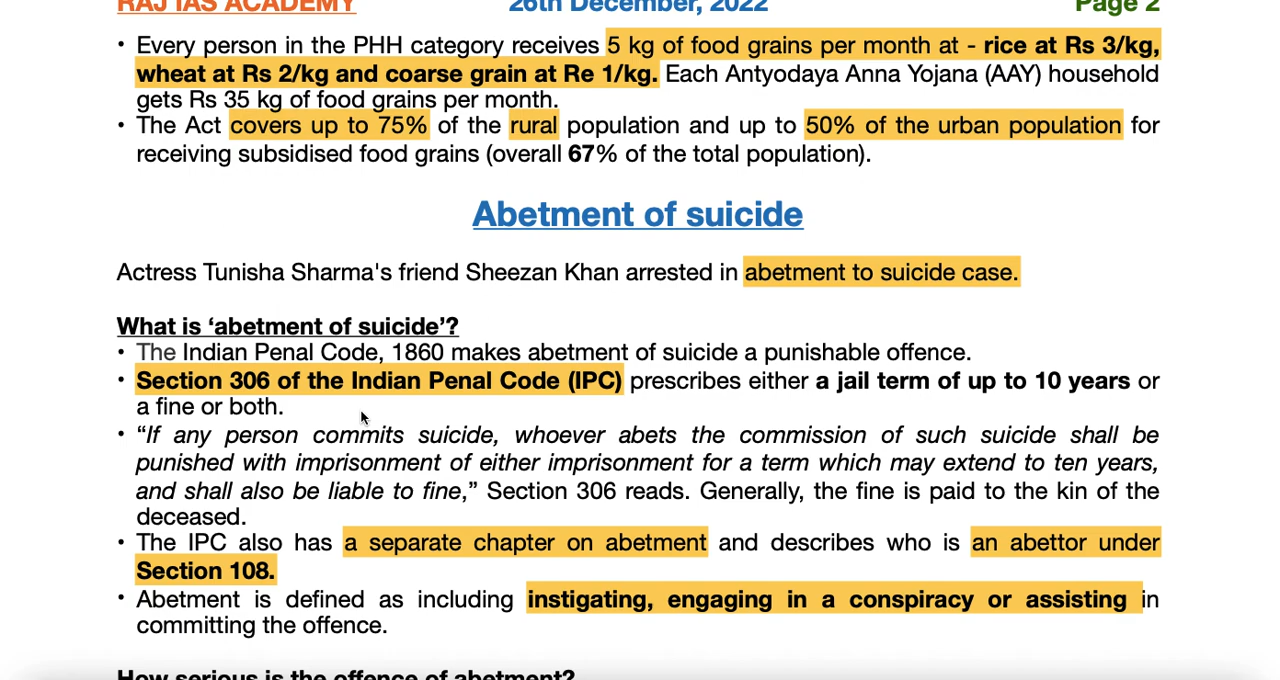 RAJ IAS ACADEMY 26th December, 2022 Page 2
• Every person in the PHH category receives 5 kg of food grains per month at - rice at Rs 3/kg,
wheat at Rs 2/kg and coarse grain at Re 1/kg. Each Antyodaya Anna Yojana (AAY) household
gets Rs 35 kg of food grains per month.
• The Act covers up to 75% of the rural population and up to 50% of the urban population for
receiving subsidised food grains (overall 67% of the total population).
Abetment of suicide
Actress Tunisha Sharma's friend Sheezan Khan arrested in abetment to suicide case.
What is ‘abetment of suicide’?
• The Indian Penal Code, 1860 makes abetment of suicide a punishable offence.
• Section 306 of the Indian Penal Code (IPC) prescribes either a jail term of up to 10 years or
a fine or both.
• “If any person commits suicide, whoever abets the commission of such suicide shall be
punished with imprisonment of either imprisonment for a term which may extend to ten years,
and shall also be liable to fine,” Section 306 reads. Generally, the fine is paid to the kin of the
deceased.
• The IPC also has a separate chapter on abetment and describes who is an abettor under
Section 108.
• Abetment is defined as including instigating, engaging in a conspiracy or assisting in
committing the offence.
How serious is the offence of abetment?